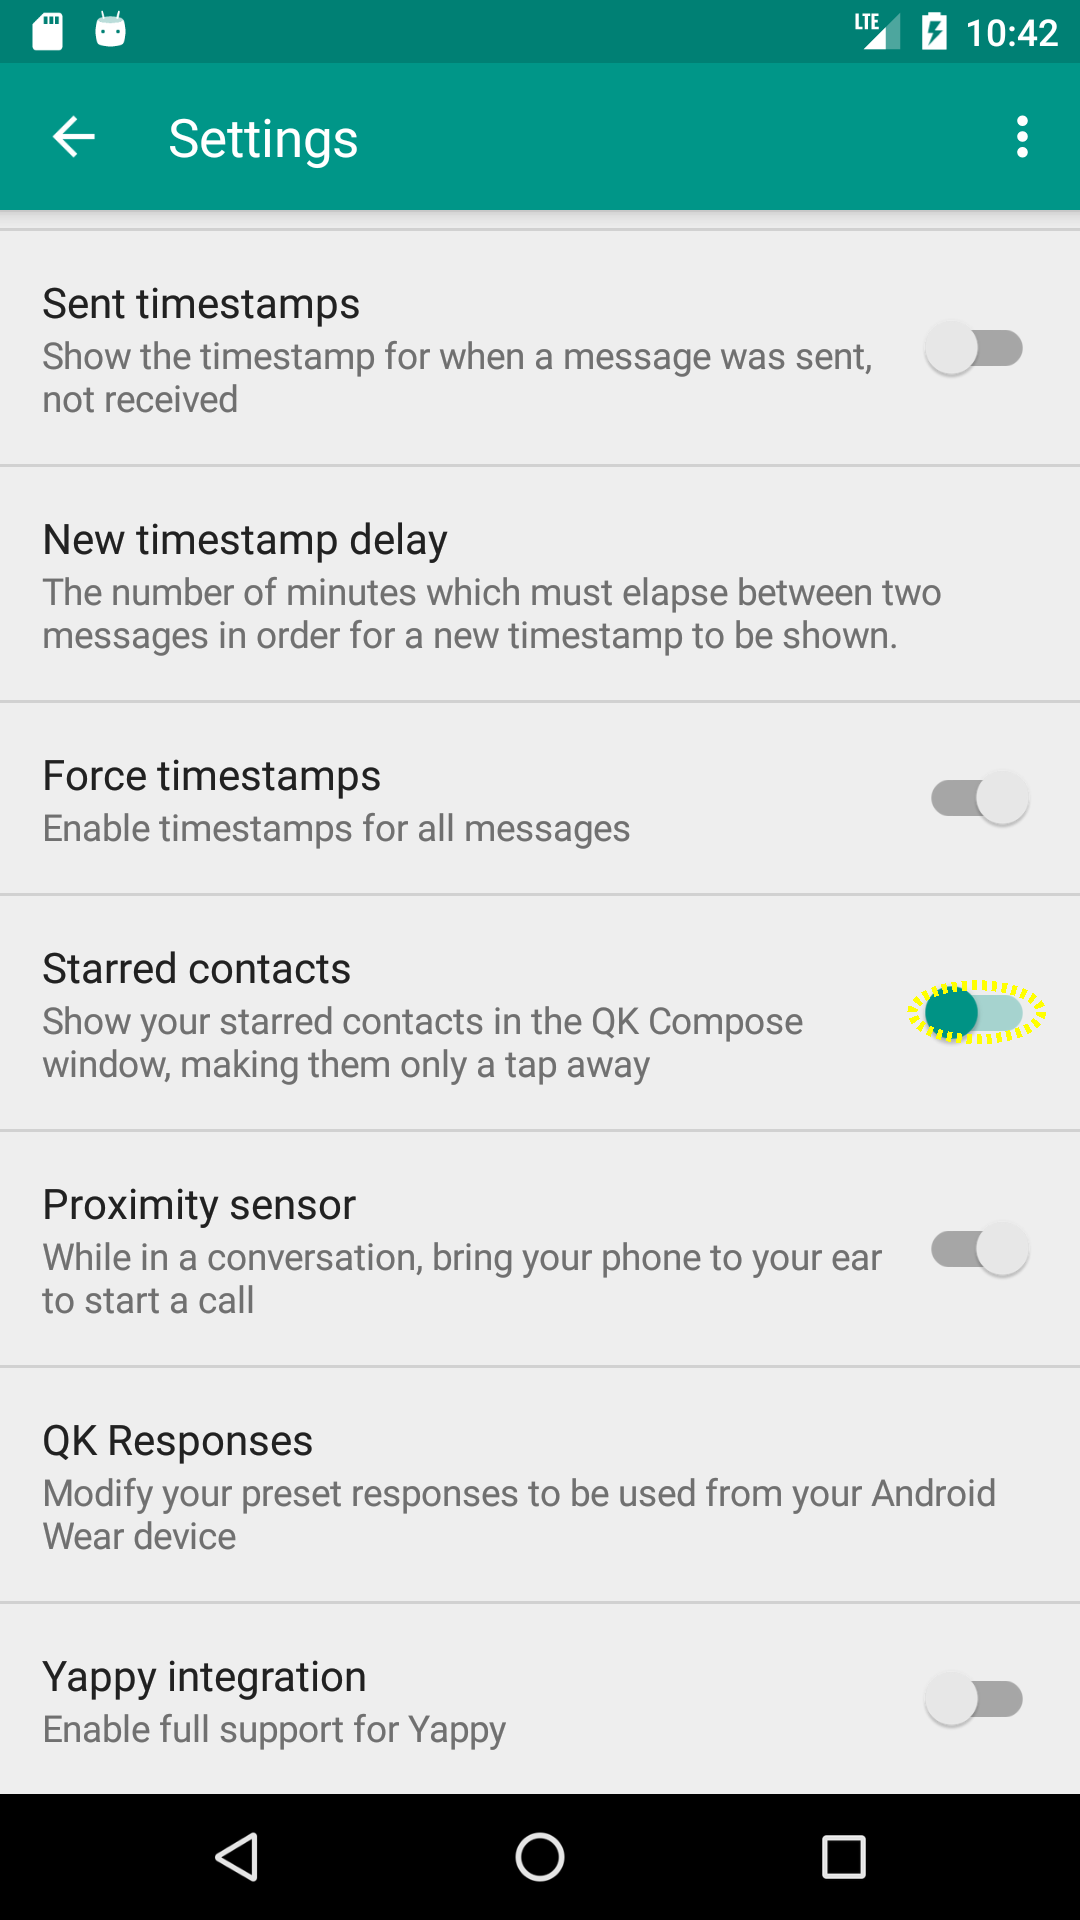 LTE 10:42
Settings
Sent timestamps
Show the timestamp for when a message was sent,
not received
New timestamp delay
The number of minutes which must elapse between two
messages in order for a new timestamp to be shown.
Force timestamps
Enable timestamps for all messages
Starred contacts
Show your starred contacts in the QK Compose
window, making them only a tap away
Proximity sensor
While in a conversation, bring your phone to your ear
to start a call
QK Responses
Modify your preset responses to be used from your Android
Wear device
Yappy integration
Enable full support for Yappy